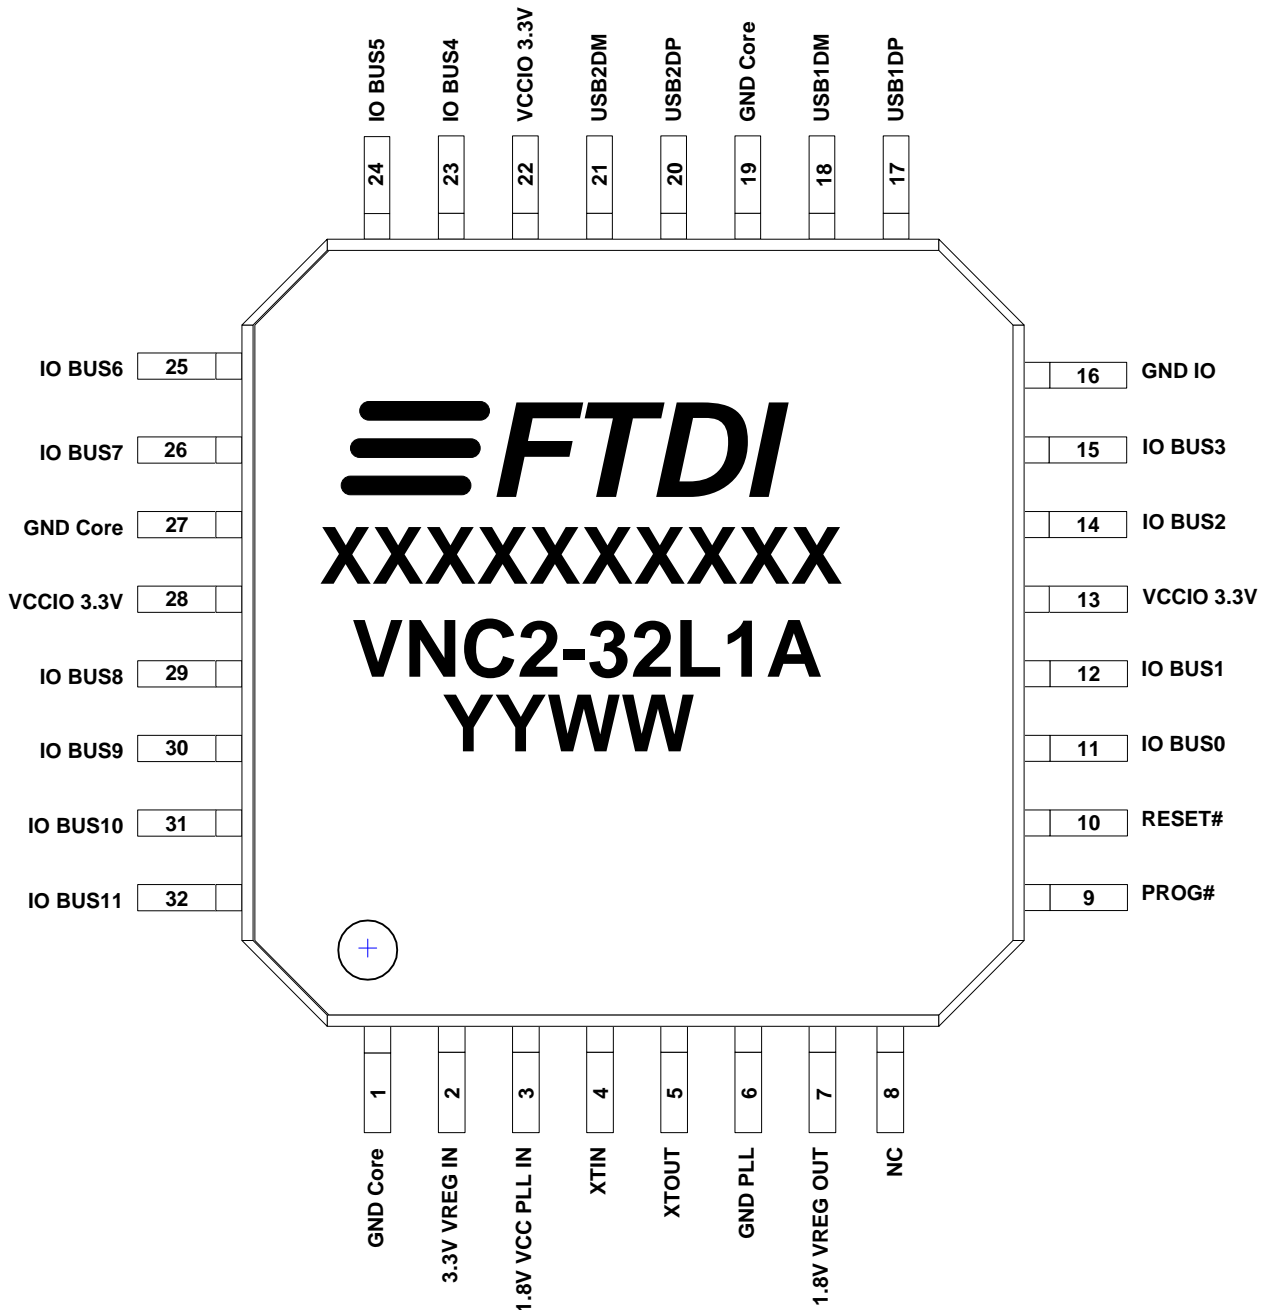 IO BUS5
IO BUS4
VCCIO 3.3V
USB2DM
USB2DP
GND Core
USB1DM
USB1DP
24
23
22
21
20
19
18
17
IO BUS6 25
IO BUS7 26
GND Core 27
VCCIO 3.3V 28
IO BUS8 29
IO BUS9 30
IO BUS10 31
IO BUS11 32
FTDI
XXXXXXXXXX
VNC2-32L1A
YYWW
16 GND IO
15 IO BUS3
14 IO BUS2
13 VCCIO 3.3V
12 IO BUS1
11 IO BUS0
10 RESET#
9 PROG#
1
2
3
4
5
6
7
8
GND Core
3.3V VREG IN
1.8V VCC PLL IN
XTIN
XTOUT
GND PLL
1.8V VREG OUT
NC